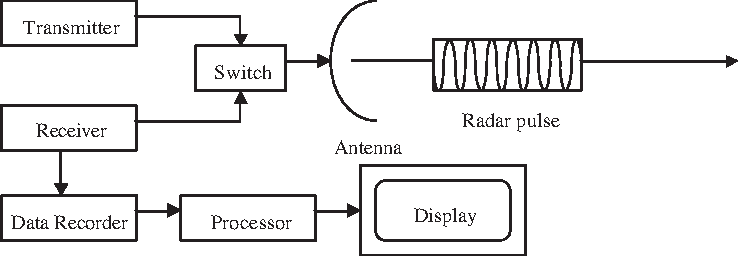 Transmitter
Switch
Receiver
Radar pulse
Antenna
Data Recorder
Processor
Display